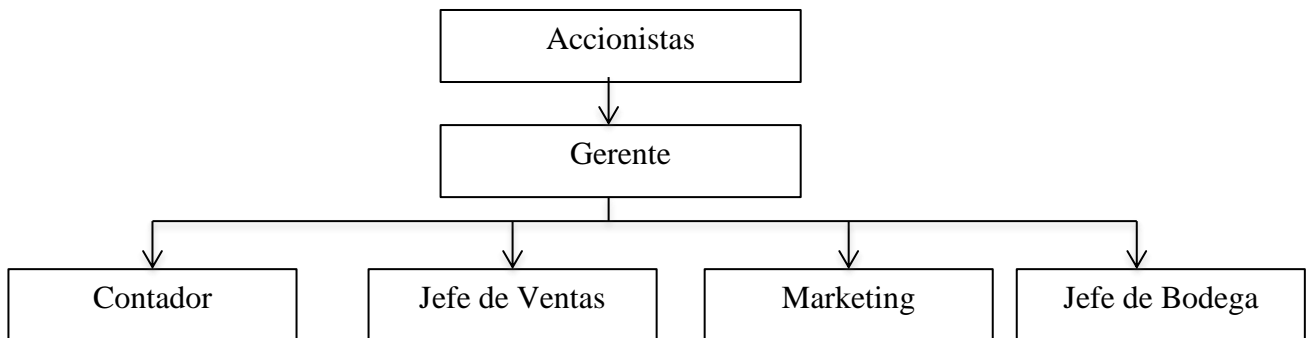 Accionistas
Gerente
Contador
Jefe de Ventas
Marketing
Jefe de Bodega